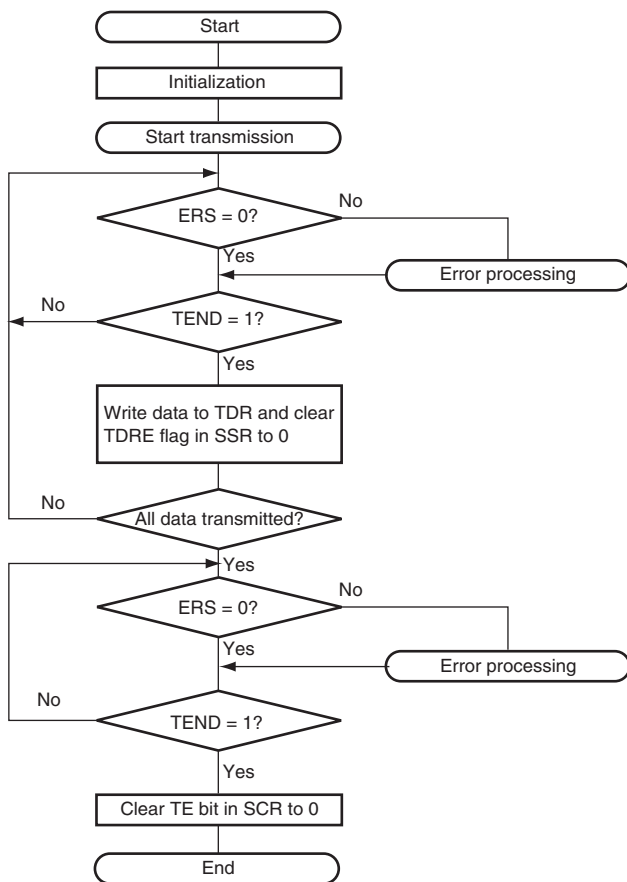 Start
Initialization
Start transmission
No
ERS = 0?
Yes
Error processing
No
TEND = 1?
Yes
Write data to TDR and clear
TDRE flag in SSR to 0
No
All data transmitted?
Yes
No
ERS = 0?
Yes
Error processing
No
TEND = 1?
Yes
Clear TE bit in SCR to 0
End